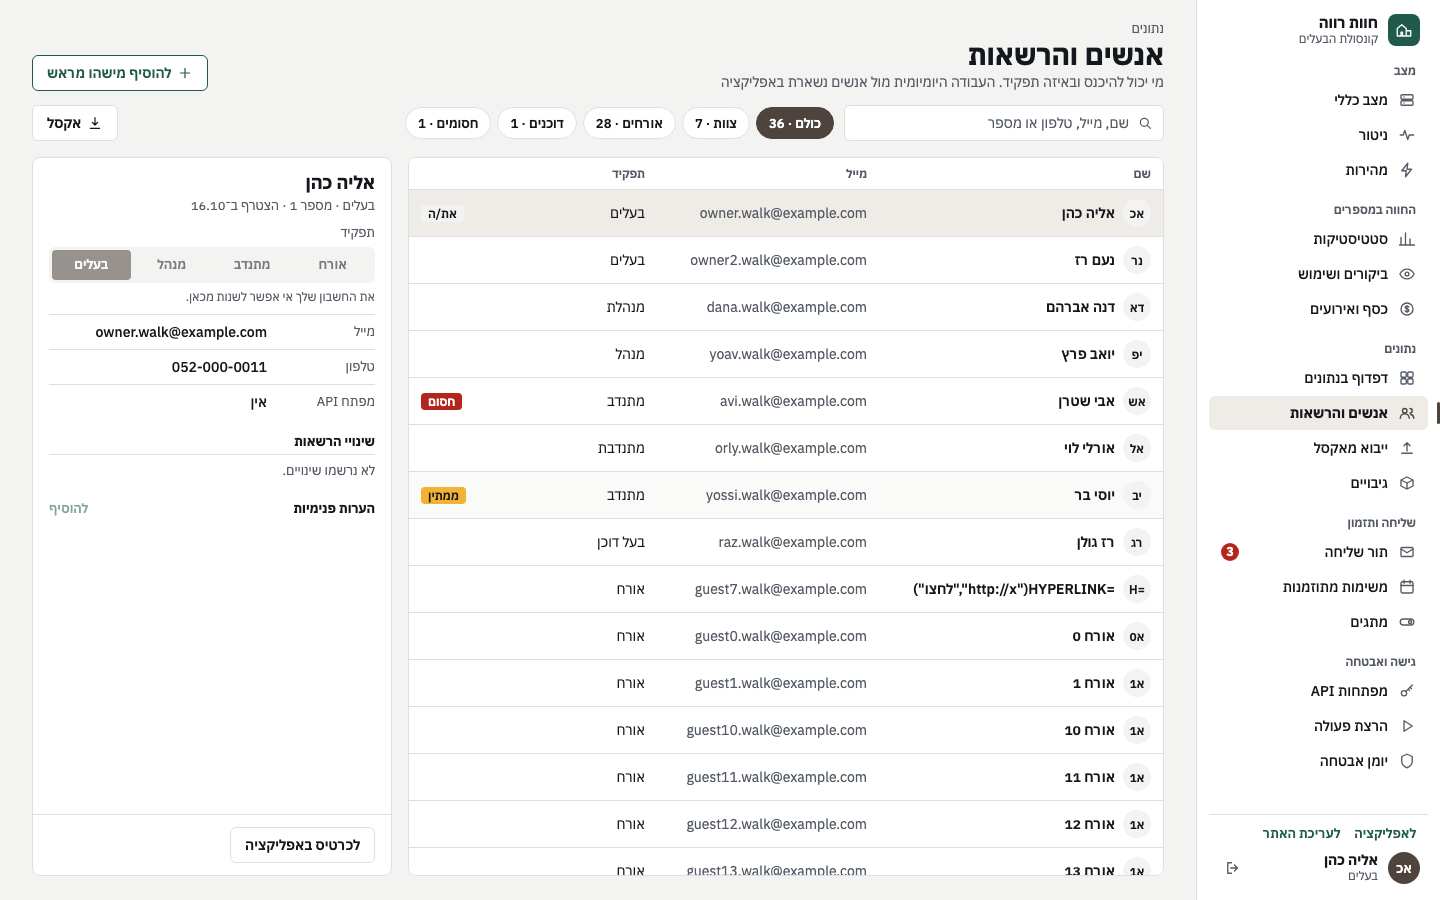 חוות רווה
קונסולת הבעלים
מצב
מצב כללי
ניטור
מהירות
החווה במספרים
סטטיסטיקות
ביקורים ושימוש
כסף ואירועים
נתונים
דפדוף בנתונים
אנשים והרשאות
ייבוא מאקסל
גיבויים
שליחה ותזמון
תור שליחה 3
משימות מתוזמנות
מתגים
גישה ואבטחה
מפתחות API
הרצת פעולה
יומן אבטחה
לאפליקציה לעריכת האתר
אכ אליה כהן
בעלים
נתונים
אנשים והרשאות
מי יכול להיכנס ובאיזה תפקיד. העבודה היומיומית מול אנשים נשארת באפליקציה
להוסיף מישהו מראש
שם, מייל, טלפון או מספר
כולם · 36 צוות · 7 אורחים · 28 דוכנים · 1 חסומים · 1
אקסל
שם מייל תפקיד
אכ אליה כהן owner.walk@example.com בעלים את/ה
נר נעם רז owner2.walk@example.com בעלים
דא דנה אברהם dana.walk@example.com מנהלת
יפ יואב פרץ yoav.walk@example.com מנהל
אש אבי שטרן avi.walk@example.com מתנדב חסום
אל אורלי לוי orly.walk@example.com מתנדבת
יב יוסי בר yossi.walk@example.com מתנדב ממתין
רג רז גולן raz.walk@example.com בעל דוכן
=H =HYPERLINK("http://x","לחצו") guest7.walk@example.com אורח
א0 אורח 0 guest0.walk@example.com אורח
א1 אורח 1 guest1.walk@example.com אורח
א1 אורח 10 guest10.walk@example.com אורח
א1 אורח 11 guest11.walk@example.com אורח
א1 אורח 12 guest12.walk@example.com אורח
א1 אורח 13 guest13.walk@example.com אורח
אליה כהן
בעלים · מספר 1 · הצטרף ב־16.10
תפקיד
אורח מתנדב מנהל בעלים
את החשבון שלך אי אפשר לשנות מכאן.
מייל owner.walk@example.com
טלפון 052-000-0011
מפתח API אין
שינויי הרשאות
לא נרשמו שינויים.
הערות פנימיות להוסיף
לכרטיס באפליקציה